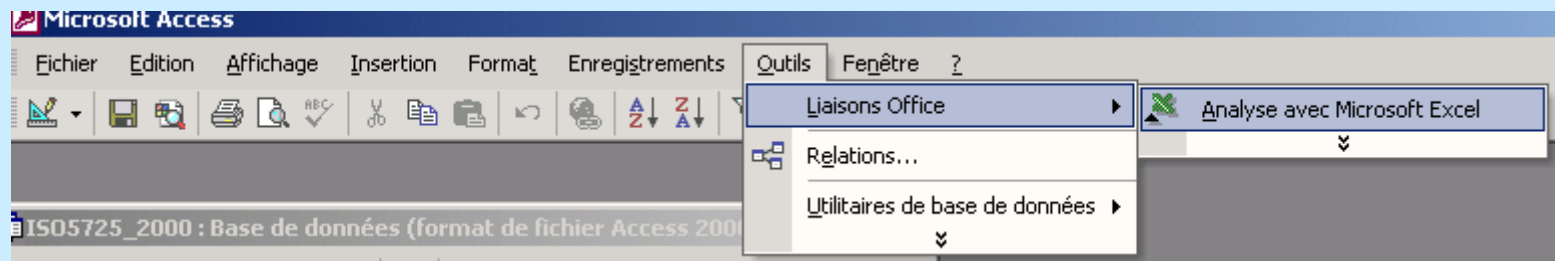 Microsoft Access
Fichier Edition Affichage Insertion Format Enregistrements Outils Fenêtre ?
Liaisons Office
Analyse avec Microsoft Excel
Relations...
Utilitaires de base de données
ISO5725_2000 : Base de données (format de fichier Access 2000